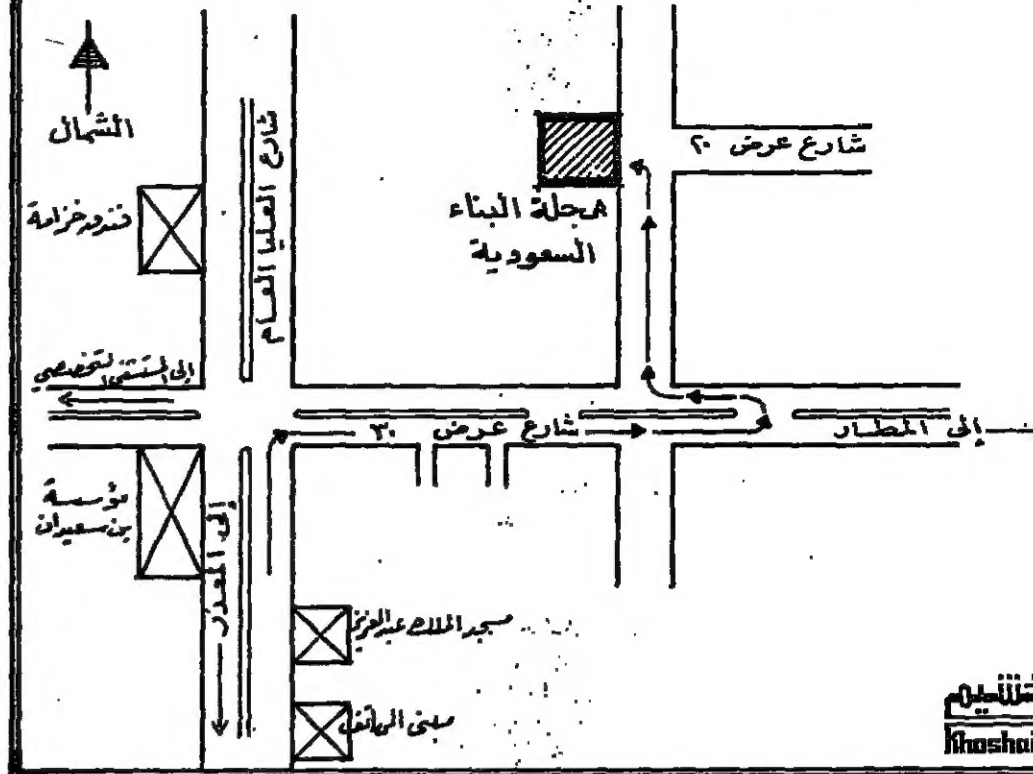 الشمال
شارع العليا العام
شارع عرض ٢٠
مجلة البناء
السعودية
فندق خزامة
إلى المستشفى التخصصي
شارع عرض ٣٠
إلى المطار
مؤسسة
بن سعيدان
إلى المعذر
مسجد الملك عبدالعزيز
مبنى الهاتف